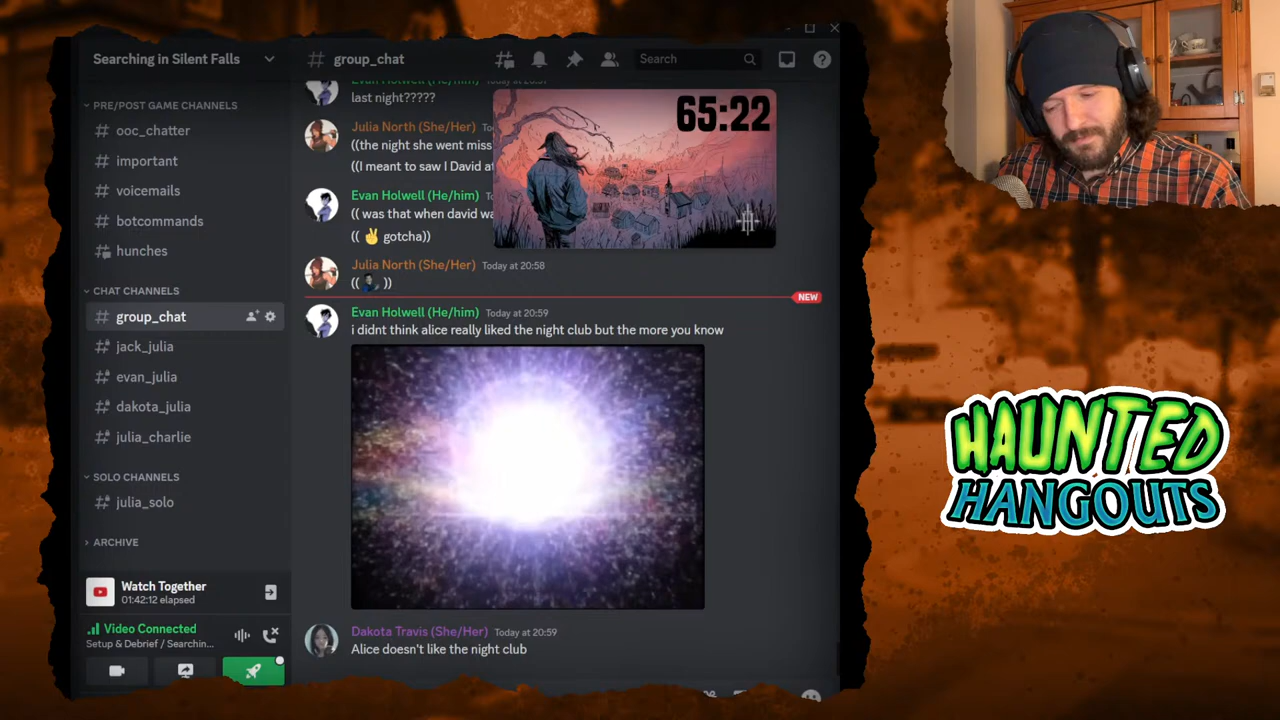 Searching in Silent Falls
# group_chat
Search
PRE/POST GAME CHANNELS
# ooc_chatter
# important
# voicemails
# botcommands
hunches
CHAT CHANNELS
# group_chat
jack_julia
evan_julia
dakota_julia
julia_charlie
SOLO CHANNELS
julia_solo
ARCHIVE
Watch Together
01:42:12 elapsed
Video Connected
Setup & Debrief / Searchin...
Evan Holwell (He/him)
last night?????
Julia North (She/Her)
((the night she went miss
((I meant to saw I David at
Evan Holwell (He/him)
(( was that when david wa
(( ✌ gotcha))
65:22
Julia North (She/Her) Today at 20:58
(( ))
NEW
Evan Holwell (He/him) Today at 20:59
i didnt think alice really liked the night club but the more you know
Dakota Travis (She/Her) Today at 20:59
Alice doesn't like the night club
HAUNTED
HANGOUTS